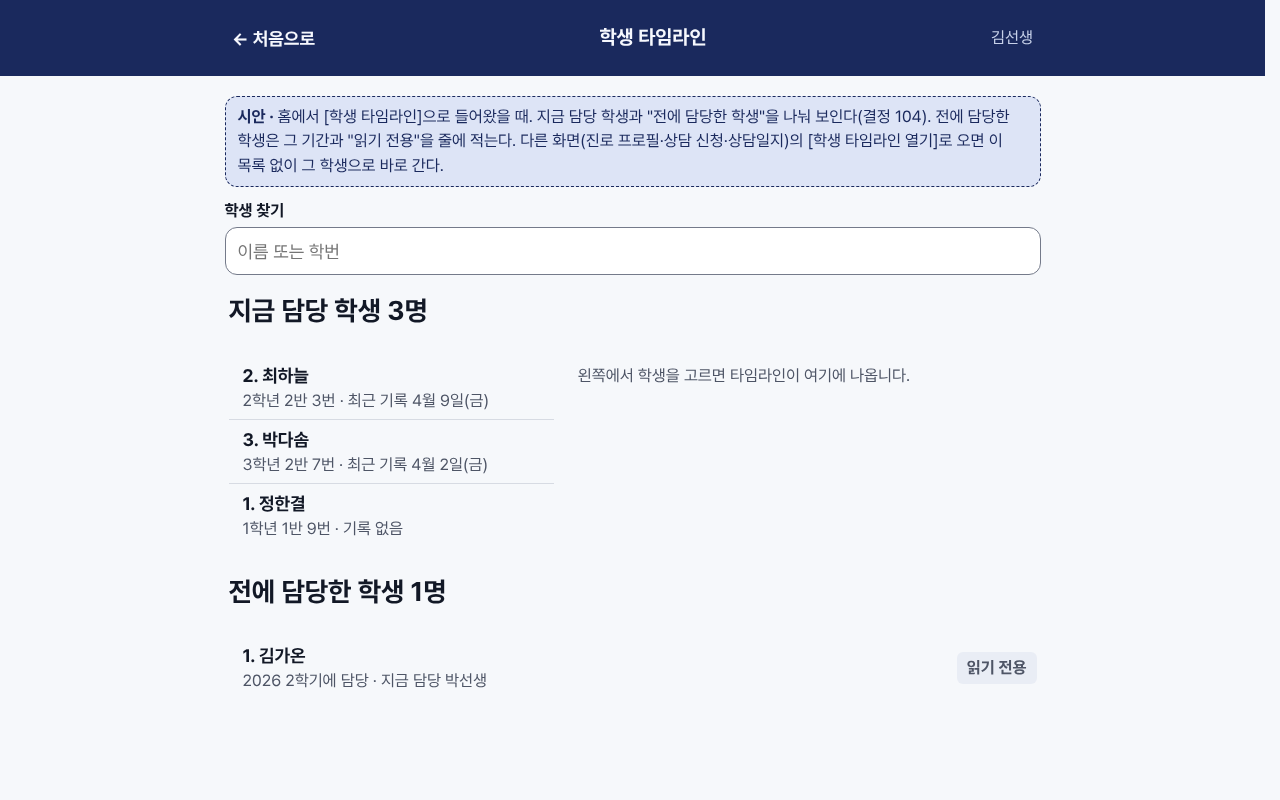 ← 처음으로
학생 타임라인
김선생
시안 · 홈에서 [학생 타임라인]으로 들어왔을 때. 지금 담당 학생과 "전에 담당한 학생"을 나눠 보인다(결정 104). 전에 담당한
학생은 그 기간과 "읽기 전용"을 줄에 적는다. 다른 화면(진로 프로필·상담 신청·상담일지)의 [학생 타임라인 열기]로 오면 이
목록 없이 그 학생으로 바로 간다.
학생 찾기
이름 또는 학번
지금 담당 학생 3명
2. 최하늘
2학년 2반 3번 · 최근 기록 4월 9일(금)
3. 박다솜
3학년 2반 7번 · 최근 기록 4월 2일(금)
1. 정한결
1학년 1반 9번 · 기록 없음
왼쪽에서 학생을 고르면 타임라인이 여기에 나옵니다.
전에 담당한 학생 1명
1. 김가온
2026 2학기에 담당 · 지금 담당 박선생
읽기 전용